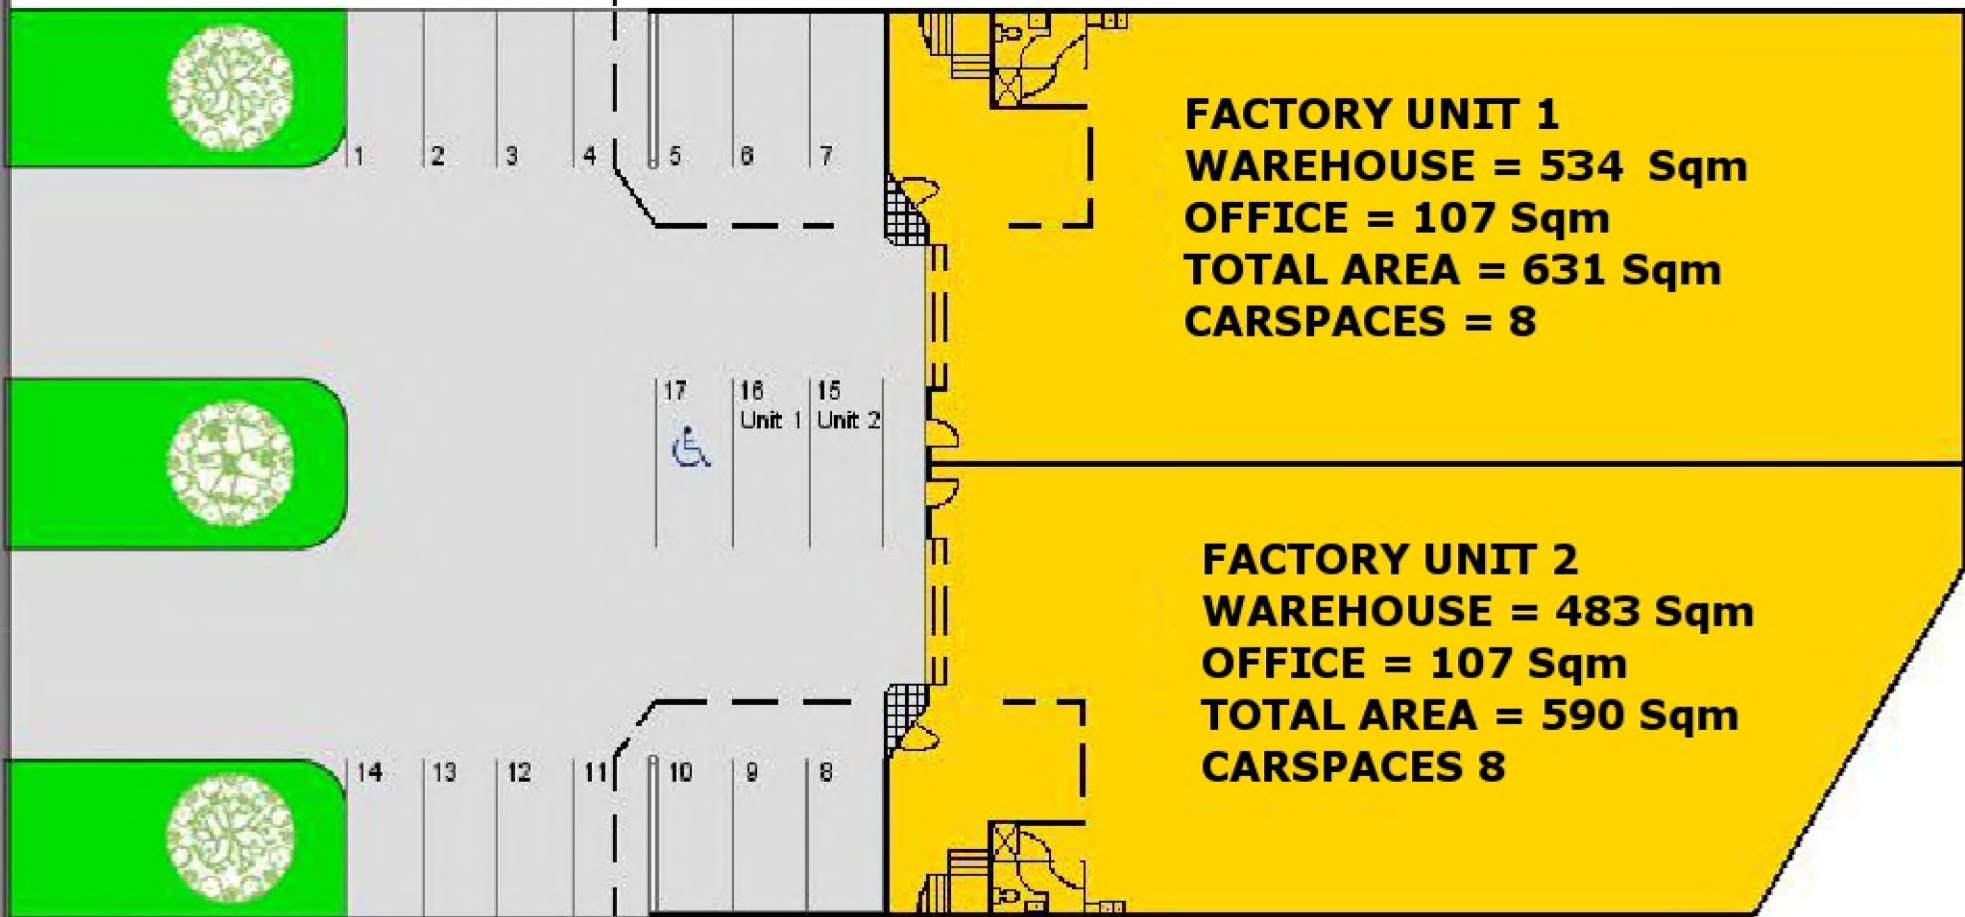 1 2 3 4 5 6 7
FACTORY UNIT 1
WAREHOUSE = 534 Sqm
OFFICE = 107 Sqm
TOTAL AREA = 631 Sqm
CARSPACES = 8
17 16 15
Unit 1 Unit 2
FACTORY UNIT 2
WAREHOUSE = 483 Sqm
OFFICE = 107 Sqm
TOTAL AREA = 590 Sqm
CARSPACES 8
14 13 12 11 10 9 8